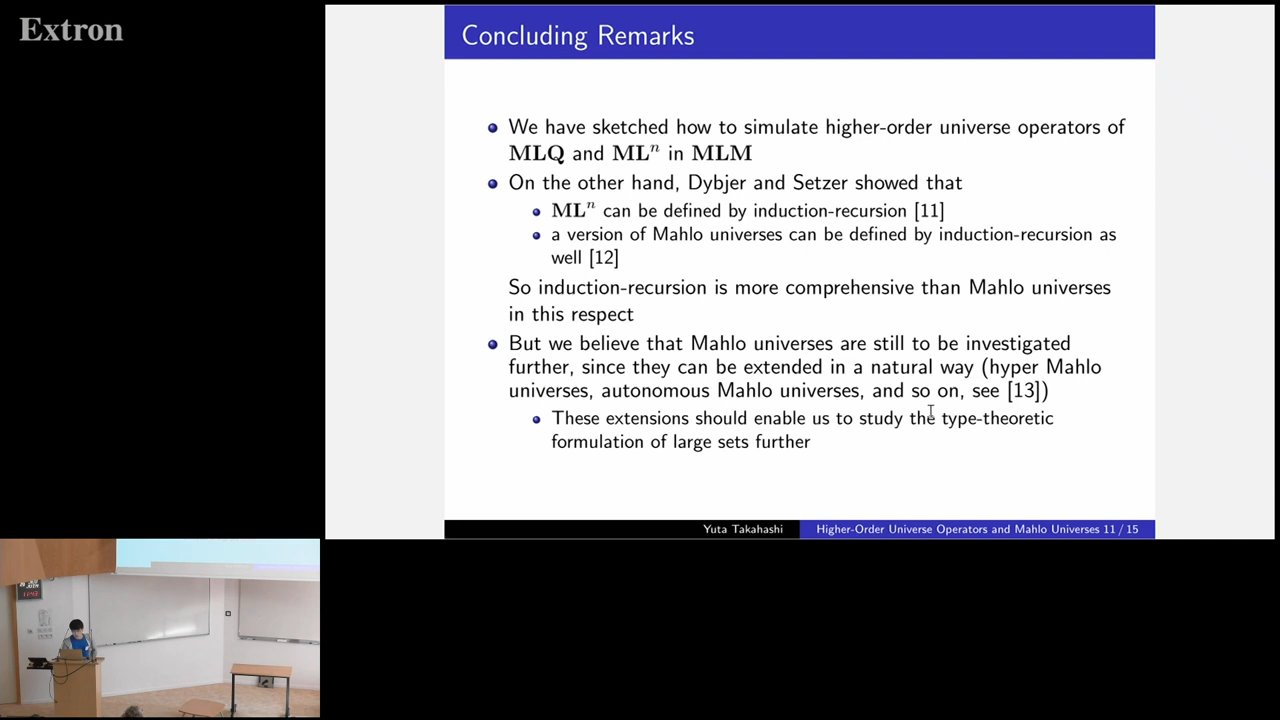 Extron
Concluding Remarks
We have sketched how to simulate higher-order universe operators of
MLQ and MLⁿ in MLM
On the other hand, Dybjer and Setzer showed that
MLⁿ can be defined by induction-recursion [11]
a version of Mahlo universes can be defined by induction-recursion as
well [12]
So induction-recursion is more comprehensive than Mahlo universes
in this respect
But we believe that Mahlo universes are still to be investigated
further, since they can be extended in a natural way (hyper Mahlo
universes, autonomous Mahlo universes, and so on, see [13])
These extensions should enable us to study the type-theoretic
formulation of large sets further
Yuta Takahashi
Higher-Order Universe Operators and Mahlo Universes 11 / 15